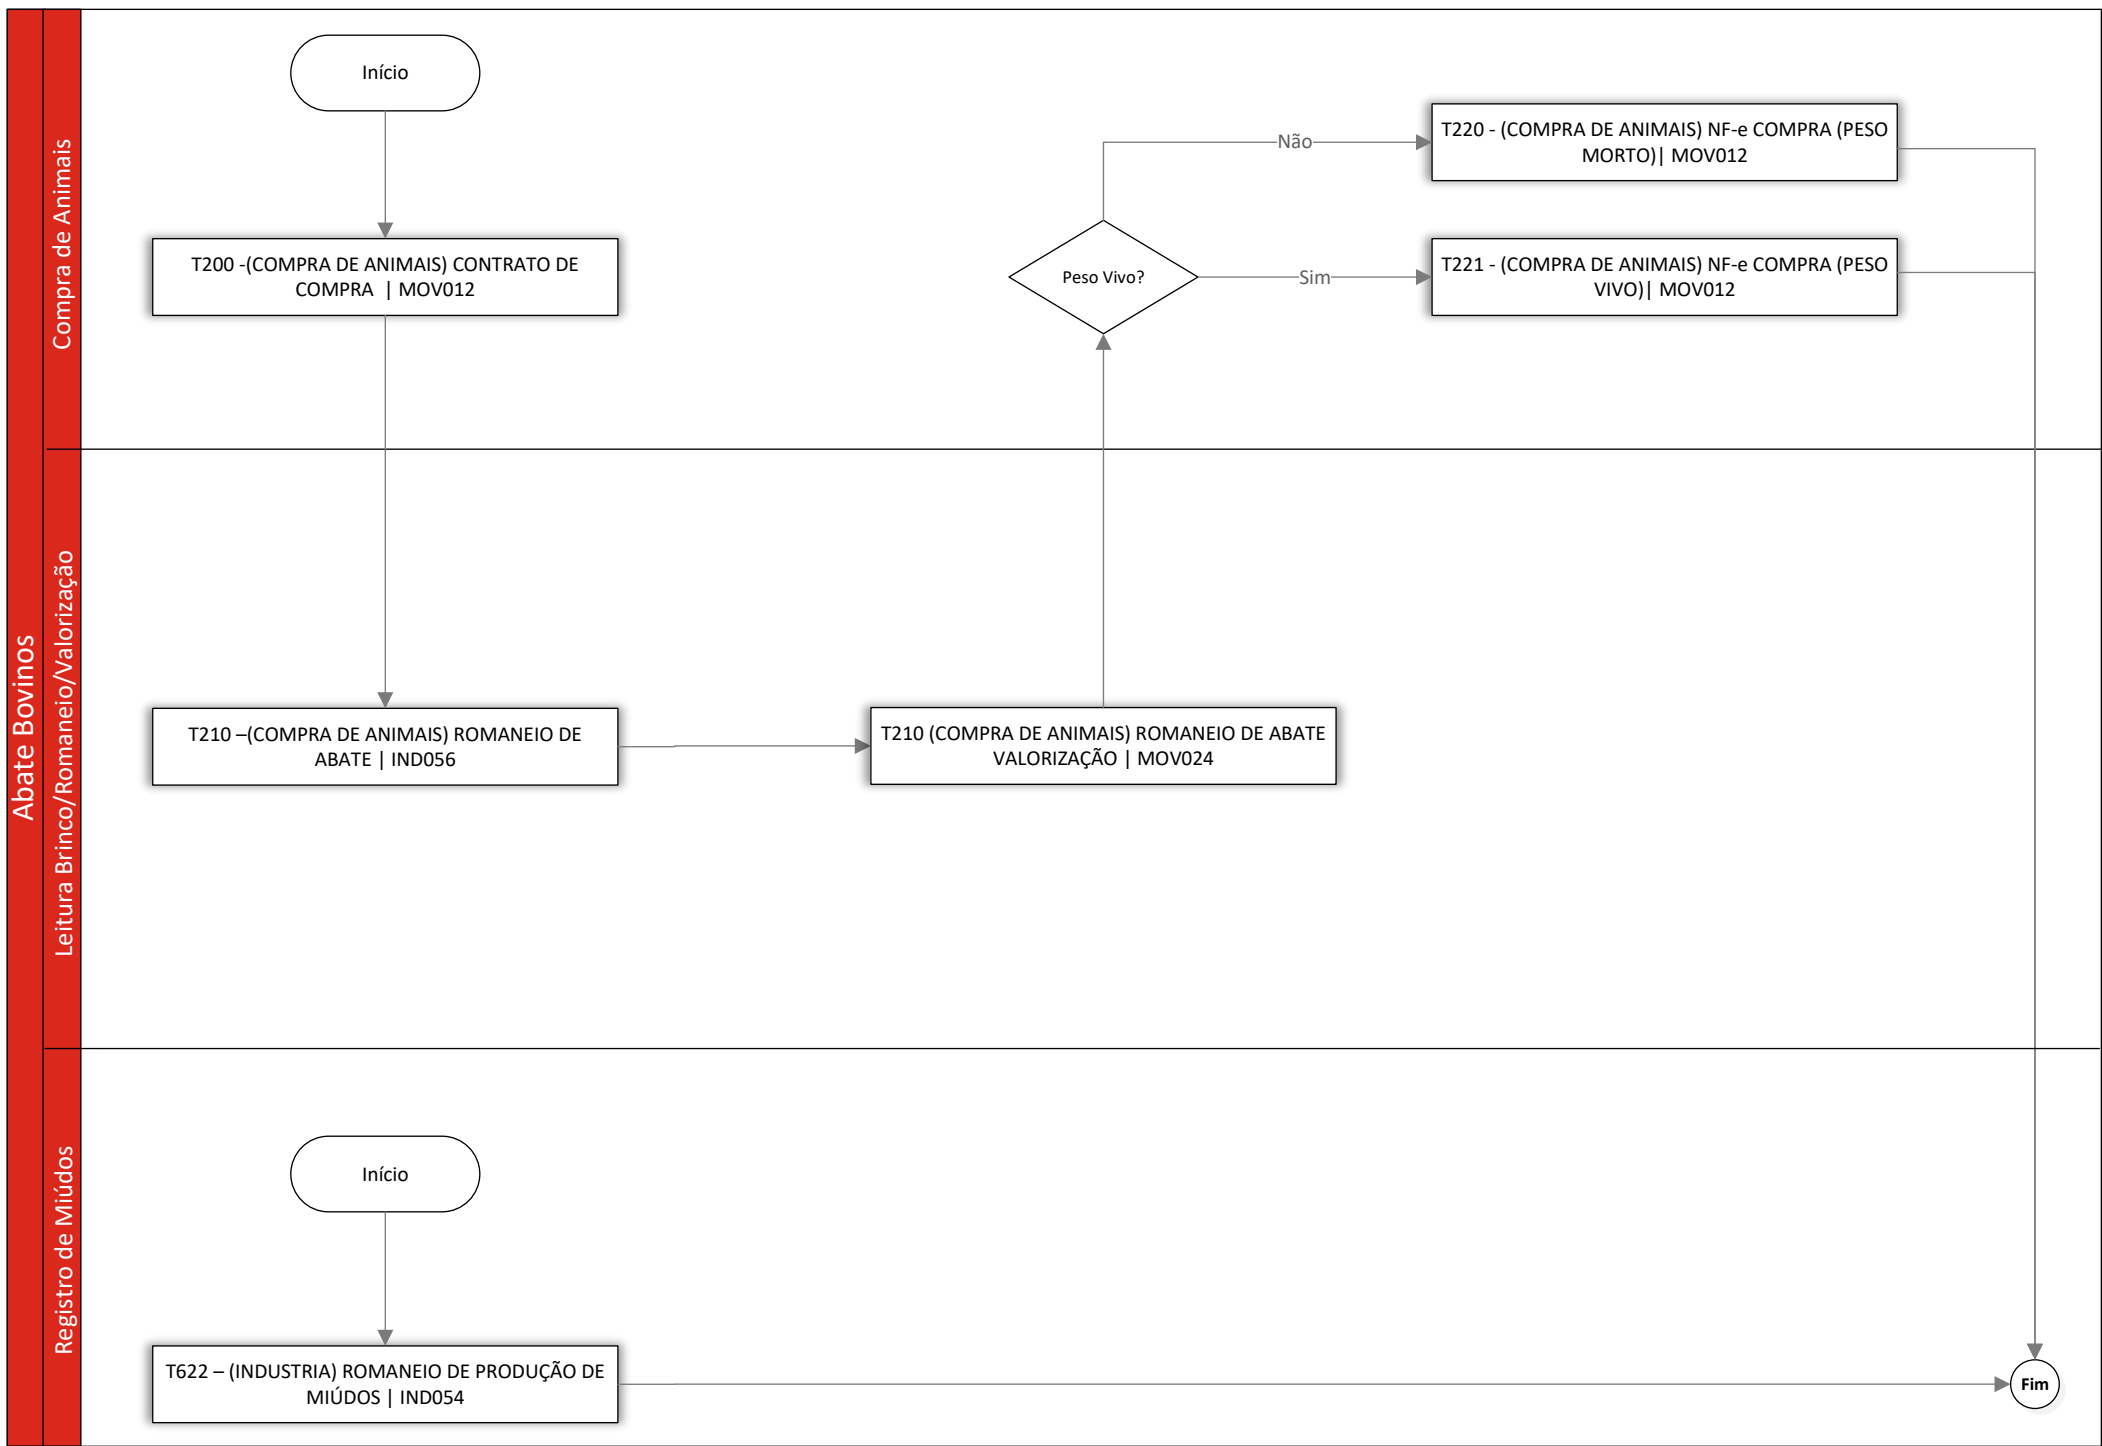 Abate Bovinos
Compra de Animais
Início
T200 -(COMPRA DE ANIMAIS) CONTRATO DE
COMPRA  | MOV012
Peso Vivo?
Não
Sim
T220 - (COMPRA DE ANIMAIS) NF-e COMPRA (PESO
MORTO)| MOV012
T221 - (COMPRA DE ANIMAIS) NF-e COMPRA (PESO
VIVO)| MOV012
Leitura Brinco/Romaneio/Valorização
T210 –(COMPRA DE ANIMAIS) ROMANEIO DE
ABATE | IND056
T210 (COMPRA DE ANIMAIS) ROMANEIO DE ABATE
VALORIZAÇÃO | MOV024
Registro de Miúdos
Início
T622 – (INDUSTRIA) ROMANEIO DE PRODUÇÃO DE
MIÚDOS | IND054
Fim